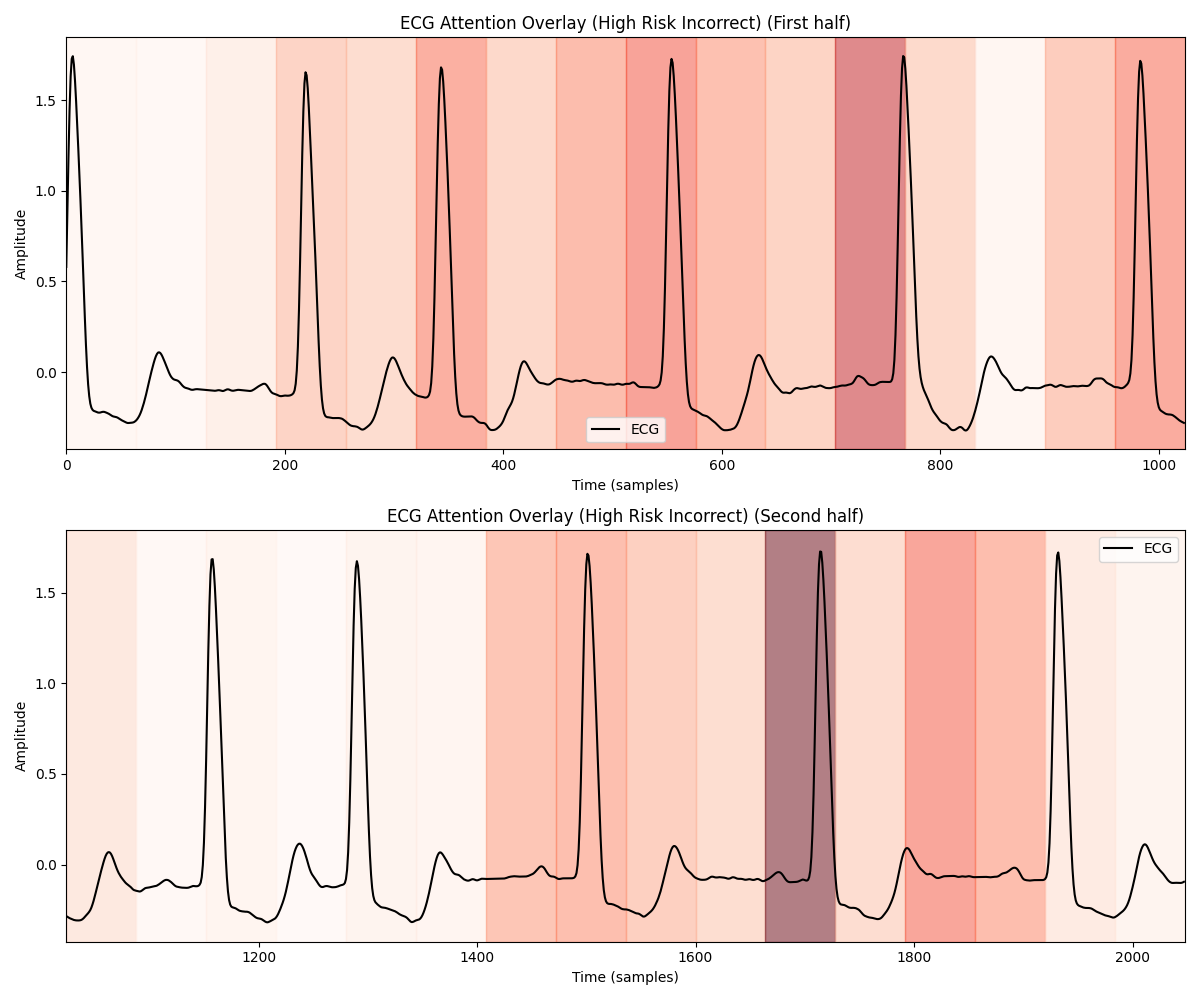 ECG Attention Overlay (High Risk Incorrect) (First half)
Amplitude
1.5
1.0
0.5
0.0
ECG
0 200 400 600 800 1000
Time (samples)
ECG Attention Overlay (High Risk Incorrect) (Second half)
Amplitude
1.5
1.0
0.5
0.0
ECG
1200 1400 1600 1800 2000
Time (samples)